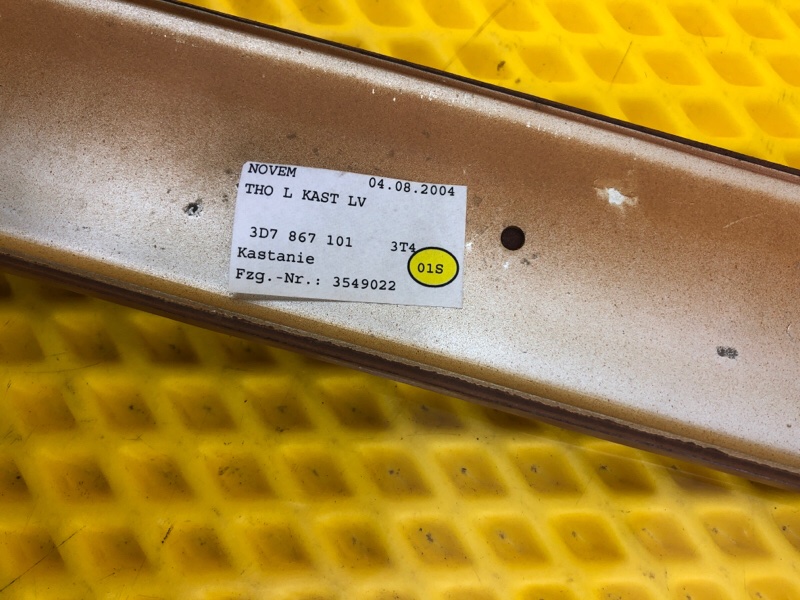 NOVEM 04.08.2004
THO L KAST LV
3D7 867 101 3T4
Kastanie 01S
Fzg.-Nr.: 3549022